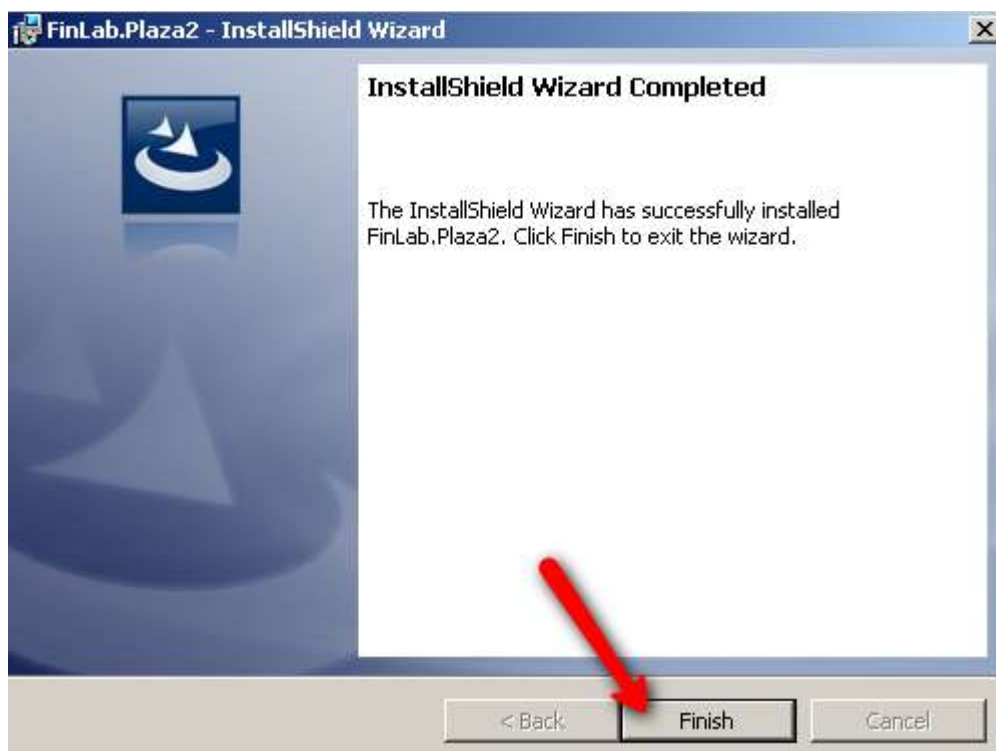 FinLab.Plaza2 - InstallShield Wizard
InstallShield Wizard Completed
The InstallShield Wizard has successfully installed
FinLab.Plaza2. Click Finish to exit the wizard.
< Back
Finish
Cancel